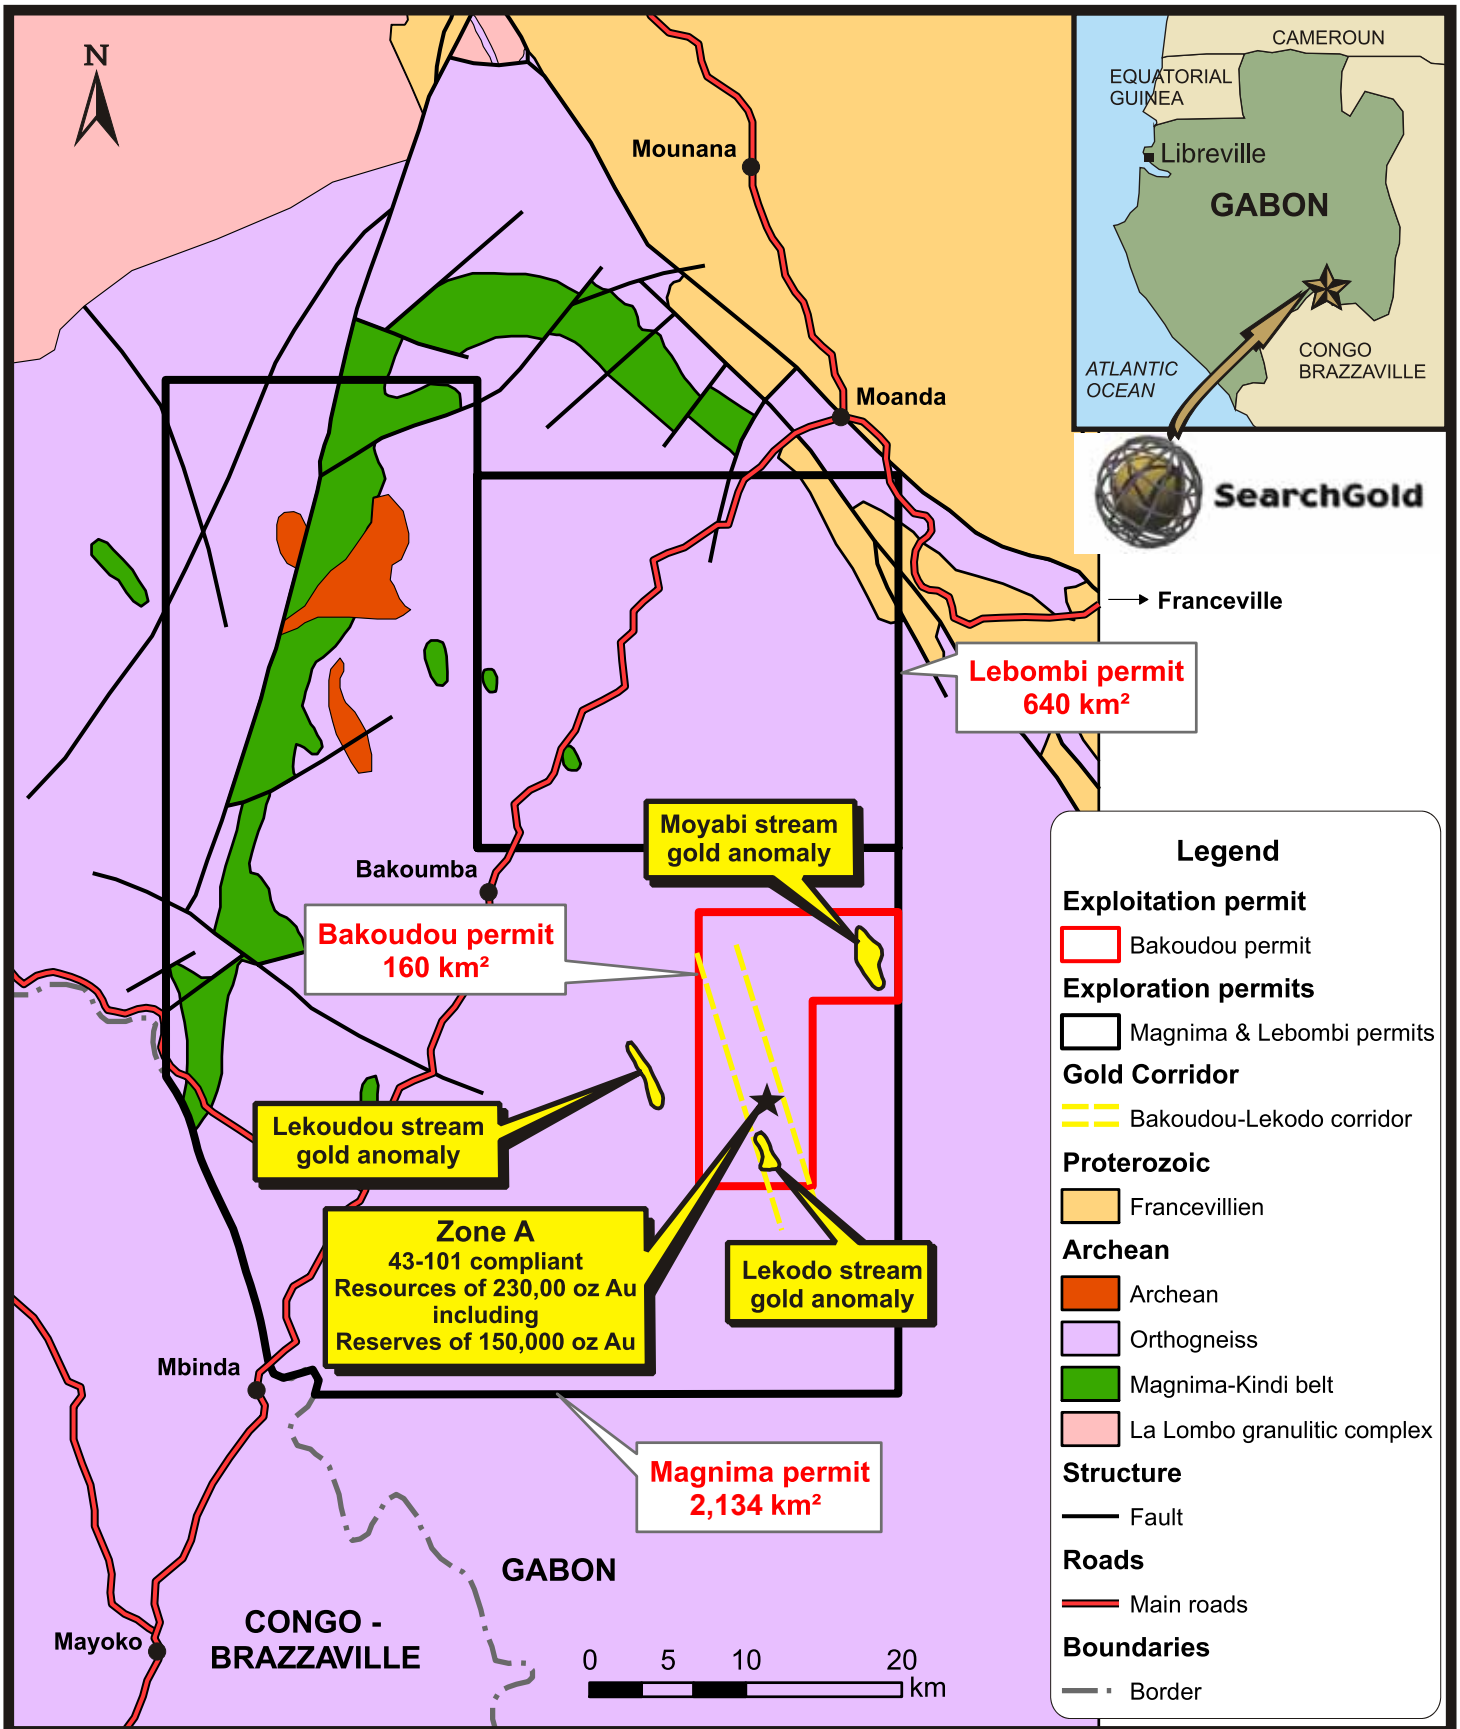 N
CAMEROUN
EQUATORIAL
GUINEA
Libreville
GABON
CONGO
BRAZZAVILLE
ATLANTIC
OCEAN
SearchGold
Mounana
Moanda
Franceville
Lebombi permit
640 km²
Moyabi stream
gold anomaly
Bakoumba
Bakoudou permit
160 km²
Lekoudou stream
gold anomaly
Zone A
43-101 compliant
Resources of 230,00 oz Au
including
Reserves of 150,000 oz Au
Lekodo stream
gold anomaly
Mbinda
Magnima permit
2,134 km²
GABON
CONGO -
BRAZZAVILLE
Mayoko
0 5 10 20
km
Legend
Exploitation permit
Bakoudou permit
Exploration permits
Magnima & Lebombi permits
Gold Corridor
Bakoudou-Lekodo corridor
Proterozoic
Francevillien
Archean
Archean
Orthogneiss
Magnima-Kindi belt
La Lombo granulitic complex
Structure
Fault
Roads
Main roads
Boundaries
Border